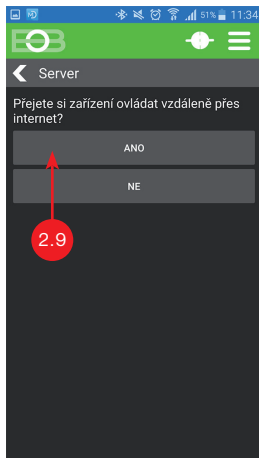 51% 11:34
EOB
Server
Přejete si zařízení ovládat vzdáleně přes
internet?
ANO
NE
2.9